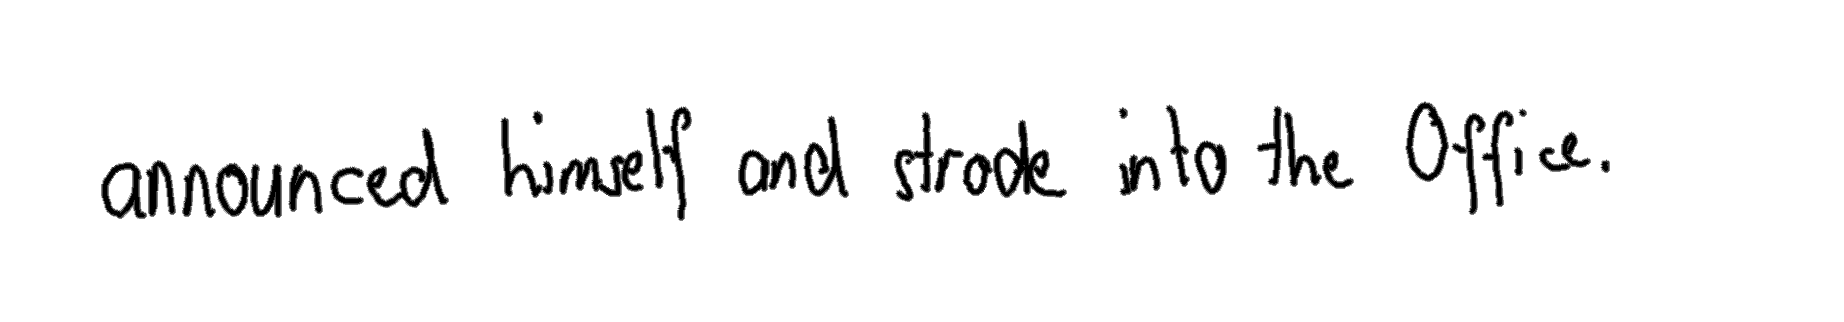 announced himself and strode into the Office.